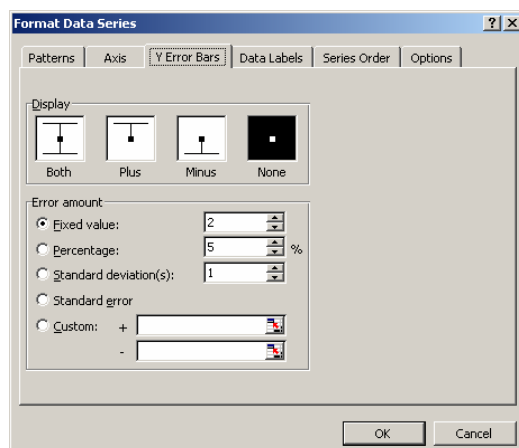 Format Data Series
Patterns Axis Y Error Bars Data Labels Series Order Options
Display
Both Plus Minus None
Error amount
Fixed value: 2
Percentage: 5 %
Standard deviation(s): 1
Standard error
Custom: +
-
OK Cancel